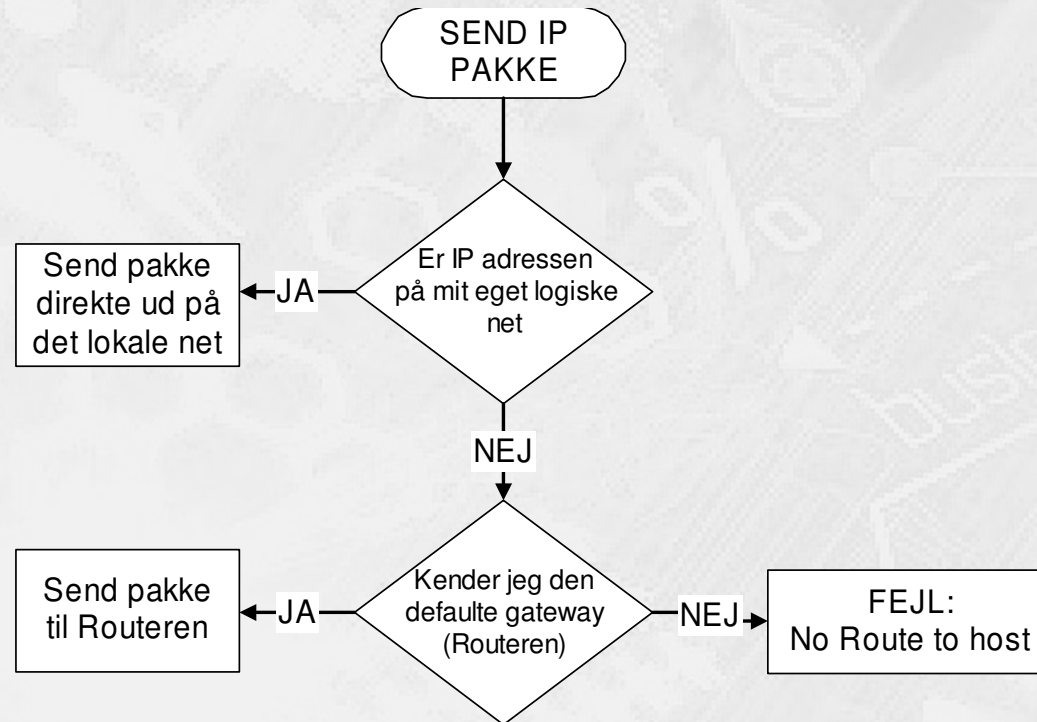 SEND IP
PAKKE
Er IP adressen
på mit eget logiske
net
JA
Send pakke
direkte ud på
det lokale net
NEJ
Kender jeg den
defaulte gateway
(Routeren)
JA
Send pakke
til Routeren
NEJ
FEJL:
No Route to host
%